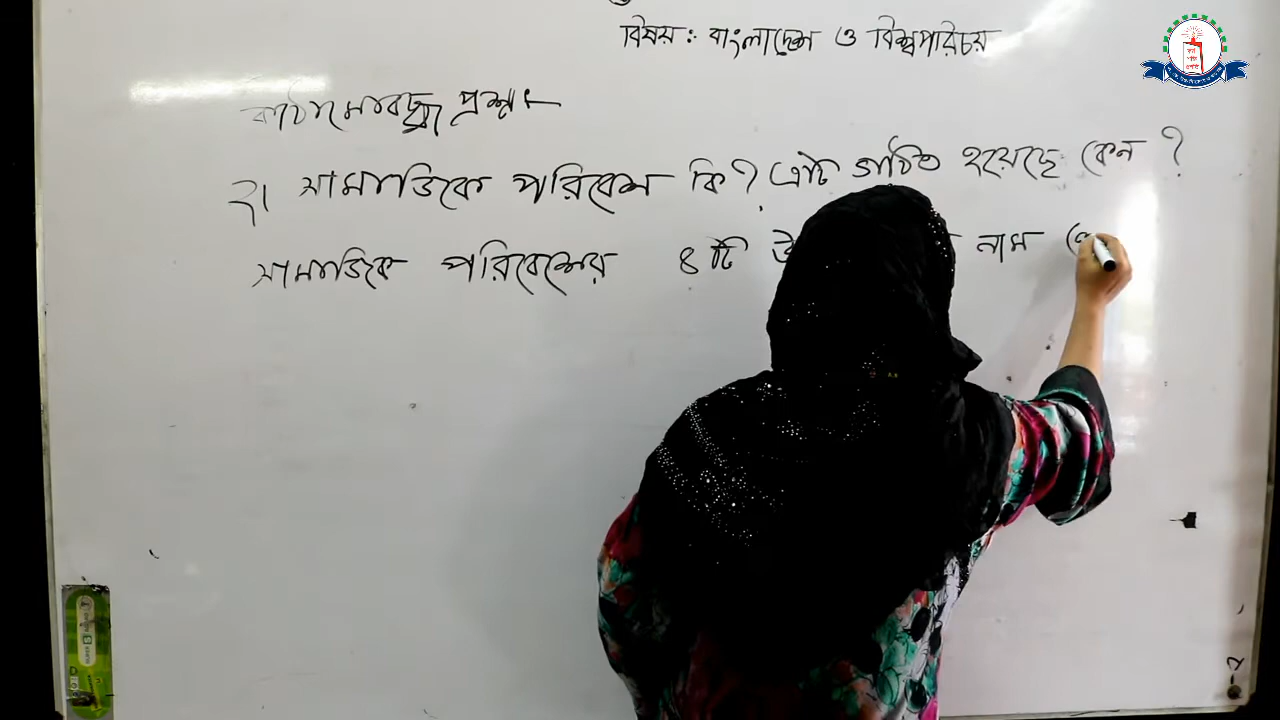 বিষয় : বাংলাদেশ ও বিশ্বপরিচয়
কাঠামোবদ্ধ প্রশ্ন :-
২। সামাজিক পরিবেশ কি? এটি গঠিত হয়েছে কেন ?
সামাজিক পরিবেশের ৪টি নাম